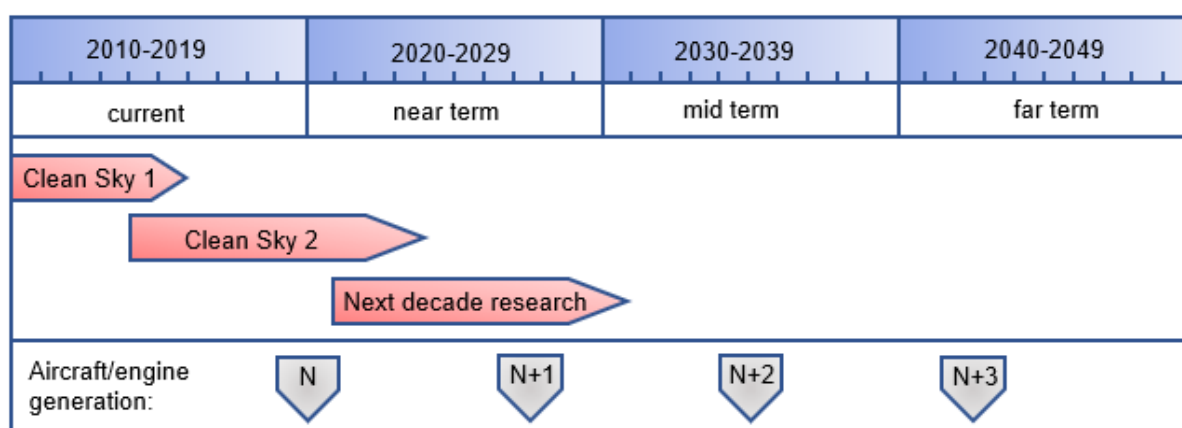 2010-2019
2020-2029
2030-2039
2040-2049
current
near term
mid term
far term
Clean Sky 1
Clean Sky 2
Next decade research
Aircraft/engine
generation:
N
N+1
N+2
N+3